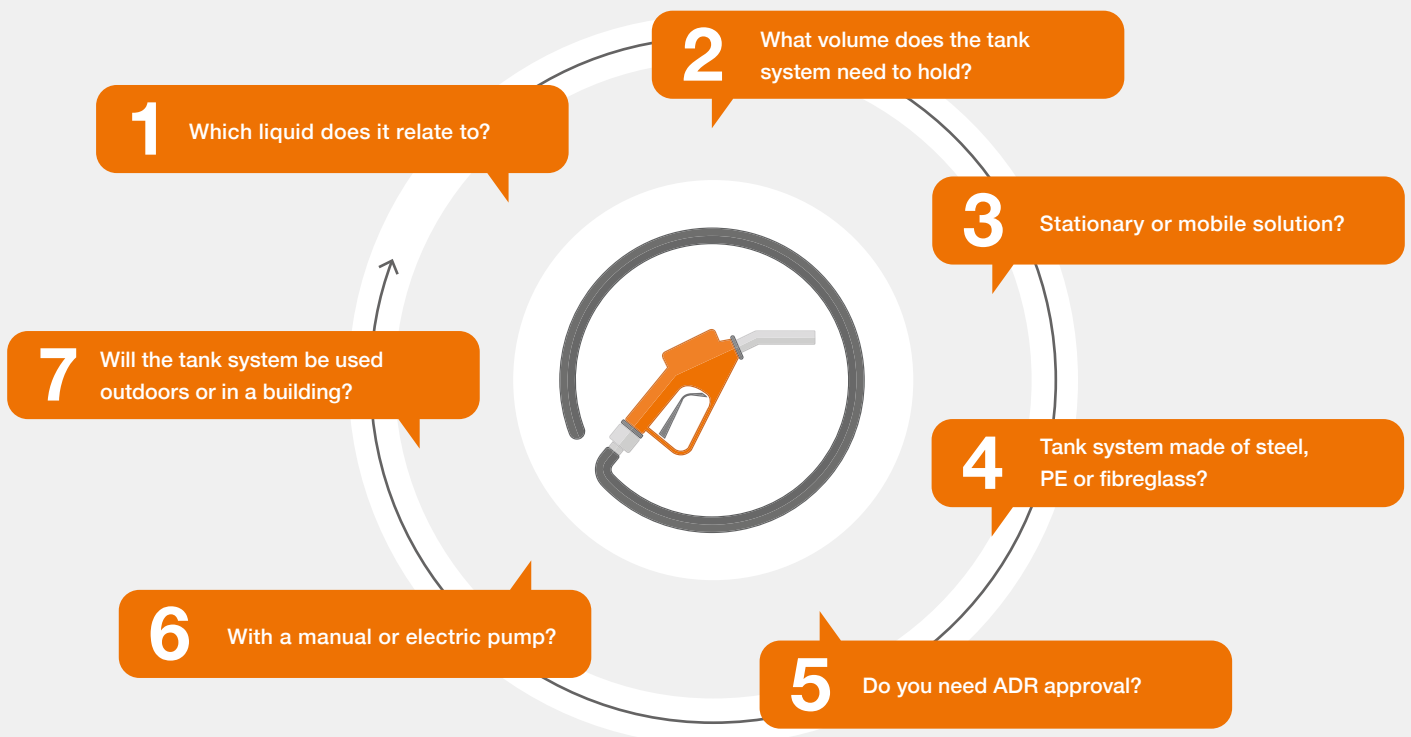 1 Which liquid does it relate to?
2 What volume does the tank
system need to hold?
3 Stationary or mobile solution?
4 Tank system made of steel,
PE or fibreglass?
5 Do you need ADR approval?
6 With a manual or electric pump?
7 Will the tank system be used
outdoors or in a building?